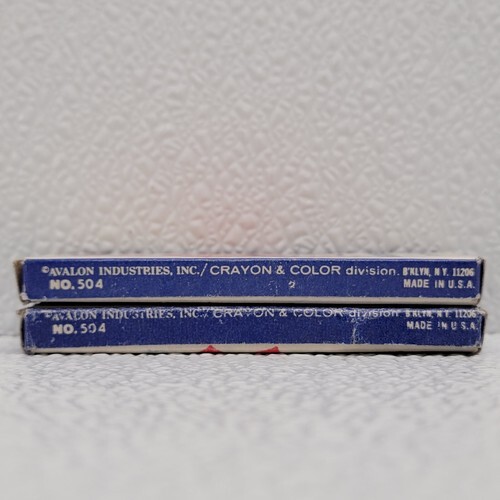 ©AVALON INDUSTRIES, INC./CRAYON & COLOR division. B'KLYN, N.Y. 11206
NO.504 2 MADE IN U.S.A.
©AVALON INDUSTRIES, INC./CRAYON & COLOR division B'KLYN, N.Y. 11206
NO.504 MADE IN U.S.A.